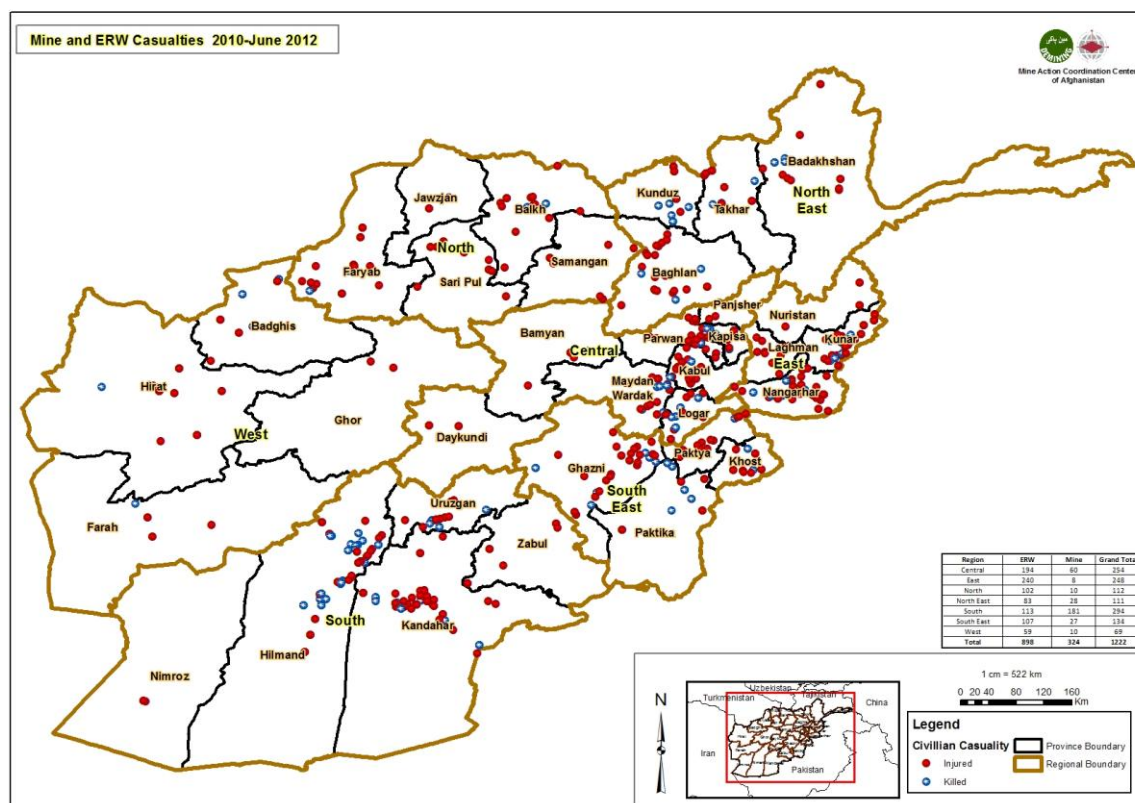 Mine and ERW Casualties 2010-June 2012
مین پاکی
DEMINING
Mine Action Coordination Center
of Afghanistan
Badakhshan
North
East
Kunduz
Takhar
Jawzjan
Balkh
North
Samangan
Faryab
Sari Pul
Baghlan
Panjsher
Nuristan
Badghis
Bamyan
Parwan
Kapisa
Laghman
Kunar
Central
East
Kabul
Hirat
Maydan
Wardak
Nangarhar
Logar
Ghor
West
Daykundi
Paktya
Khost
Ghazni
South
East
Uruzgan
Farah
Zabul
Paktika
South
Kandahar
Hilmand
Nimroz
Region ERW Mine Grand Total
Central 194 60 254
East 240 8 248
North 102 10 112
North East 83 28 111
South 113 181 294
South East 107 27 134
West 59 10 69
Total 898 324 1222
N
Uzbekistan
Turkmenistan
Tajikistan
China
Iran
Pakistan
1 cm = 522 km
0 20 40 80 120 160
Km
Legend
Civillian Casuality
Injured
Killed
Province Boundary
Regional Boundary